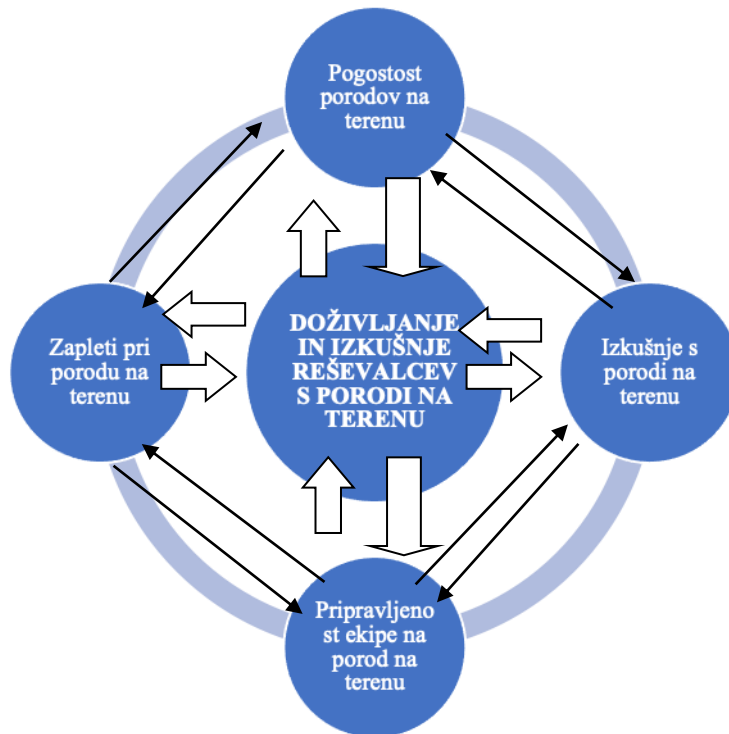 Pogostost
porodov na
terenu
Zapleti pri
porodu na
terenu
DOŽIVLJANJE
IN IZKUŠNJE
REŠEVALCEV
S PORODI NA
TERENU
Izkušnje s
porodi na
terenu
Pripravljeno
st ekipe na
porod na
terenu